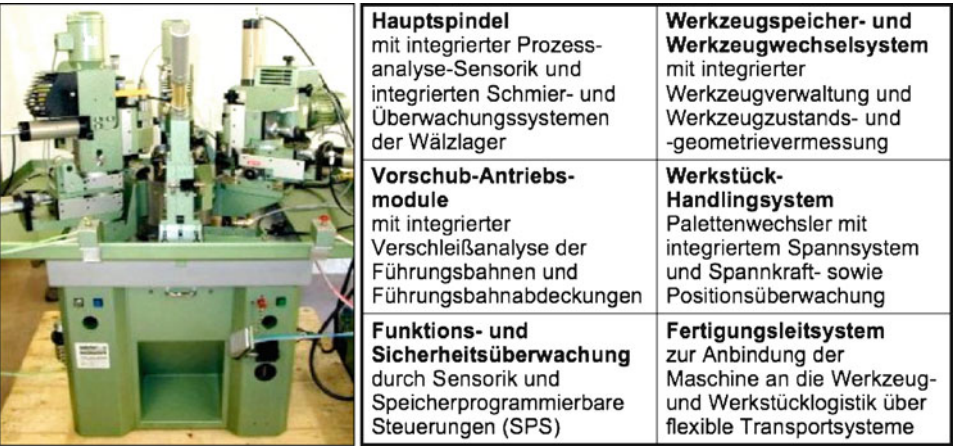 Hauptspindel
mit integrierter Prozess-
analyse-Sensorik und
integrierten Schmier- und
Überwachungssystemen
der Wälzlager
Werkzeugspeicher- und
Werkzeugwechselsystem
mit integrierter
Werkzeugverwaltung und
Werkzeugzustands- und
-geometrievermessung
Vorschub-Antriebs-
module
mit integrierter
Verschleißanalyse der
Führungsbahnen und
Führungsbahnabdeckungen
Werkstück-
Handlingsystem
Palettenwechsler mit
integriertem Spannsystem
und Spannkraft- sowie
Positionsüberwachung
Funktions- und
Sicherheitsüberwachung
durch Sensorik und
Speicherprogrammierbare
Steuerungen (SPS)
Fertigungsleitsystem
zur Anbindung der
Maschine an die Werkzeug-
und Werkstücklogistik über
flexible Transportsysteme